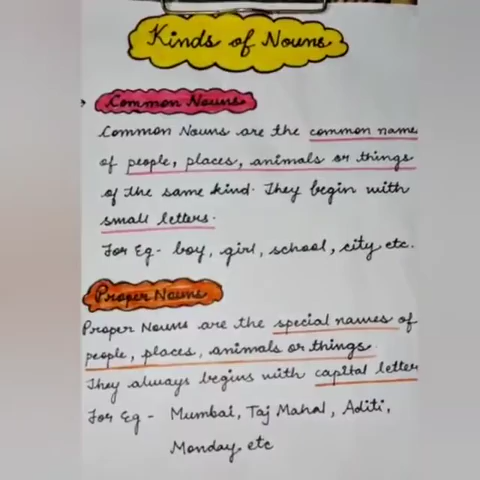 Kinds of Nouns
Common Nouns
Common Nouns are the common name
of people, places, animals or things
of the same kind. They begin with
small letters.
For Eg- boy, girl, school, city etc.
Proper Nouns
Proper Nouns are the special names of
people, places, animals or things.
They always begins with capital letter
For Eg - Mumbai, Taj Mahal, Aditi,
Monday etc